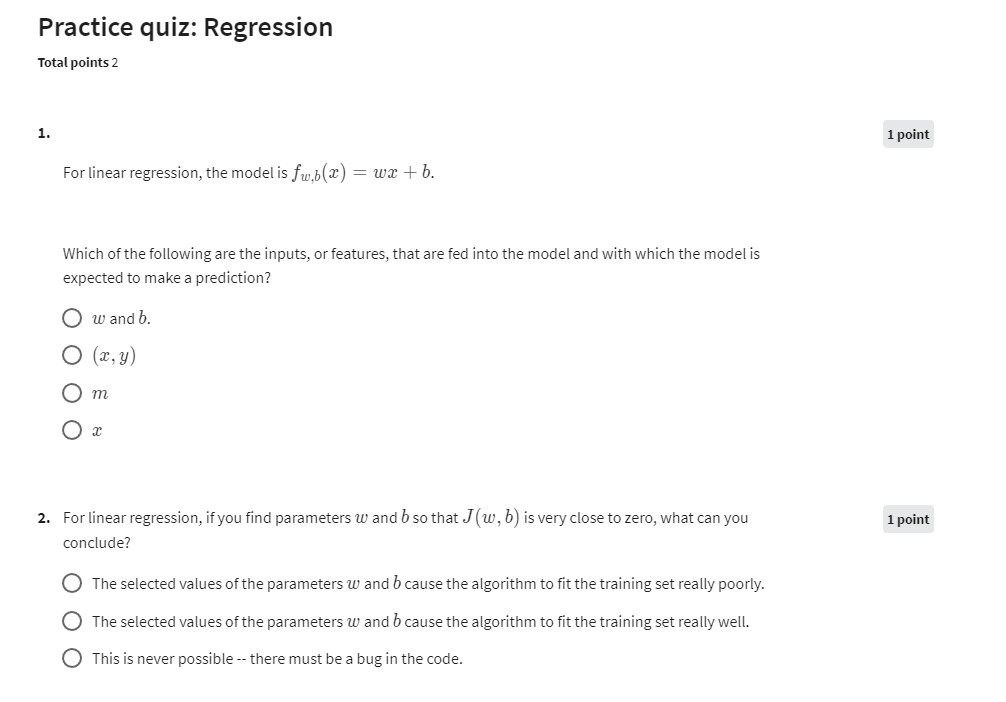 Practice quiz: Regression
Total points 2
1.
1 point
For linear regression, the model is f_{w,b}(x) = wx + b.
Which of the following are the inputs, or features, that are fed into the model and with which the model is
expected to make a prediction?
w and b.
(x, y)
m
x
2. For linear regression, if you find parameters w and b so that J(w, b) is very close to zero, what can you
1 point
conclude?
The selected values of the parameters w and b cause the algorithm to fit the training set really poorly.
The selected values of the parameters w and b cause the algorithm to fit the training set really well.
This is never possible -- there must be a bug in the code.